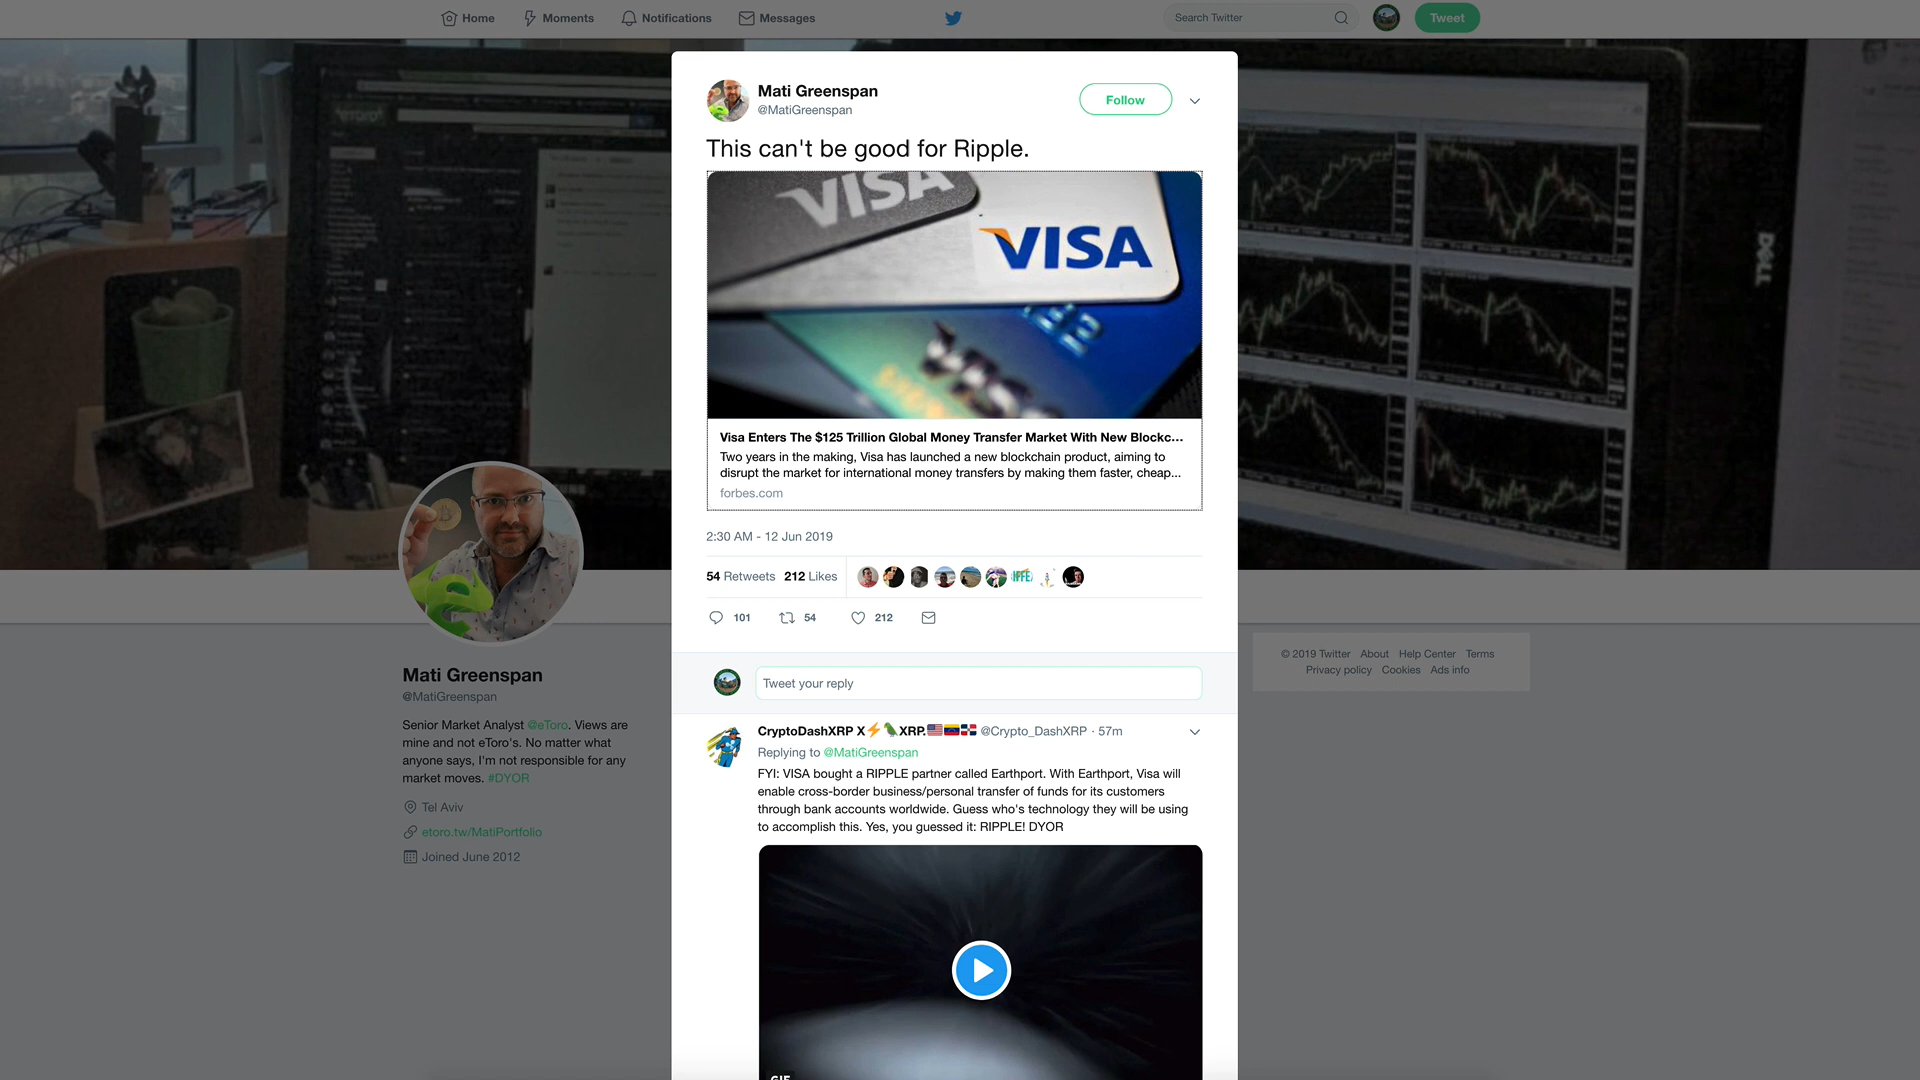 Home
Moments
Notifications
Messages
Search Twitter
Tweet
Mati Greenspan
@MatiGreenspan
Follow
This can't be good for Ripple.
VISA
VISA
Visa Enters The $125 Trillion Global Money Transfer Market With New Blockc...
Two years in the making, Visa has launched a new blockchain product, aiming to
disrupt the market for international money transfers by making them faster, cheap...
forbes.com
2:30 AM - 12 Jun 2019
54 Retweets 212 Likes
101 54 212
Tweet your reply
CryptoDashXRP X⚡🦜XRP.🇺🇸🇻🇪🇩🇴 @Crypto_DashXRP · 57m
Replying to @MatiGreenspan
FYI: VISA bought a RIPPLE partner called Earthport. With Earthport, Visa will
enable cross-border business/personal transfer of funds for its customers
through bank accounts worldwide. Guess who's technology they will be using
to accomplish this. Yes, you guessed it: RIPPLE! DYOR
GIF
Mati Greenspan
@MatiGreenspan
Senior Market Analyst @eToro. Views are
mine and not eToro's. No matter what
anyone says, I'm not responsible for any
market moves. #DYOR
Tel Aviv
etoro.tw/MatiPortfolio
Joined June 2012
© 2019 Twitter About Help Center Terms
Privacy policy Cookies Ads info
DELL